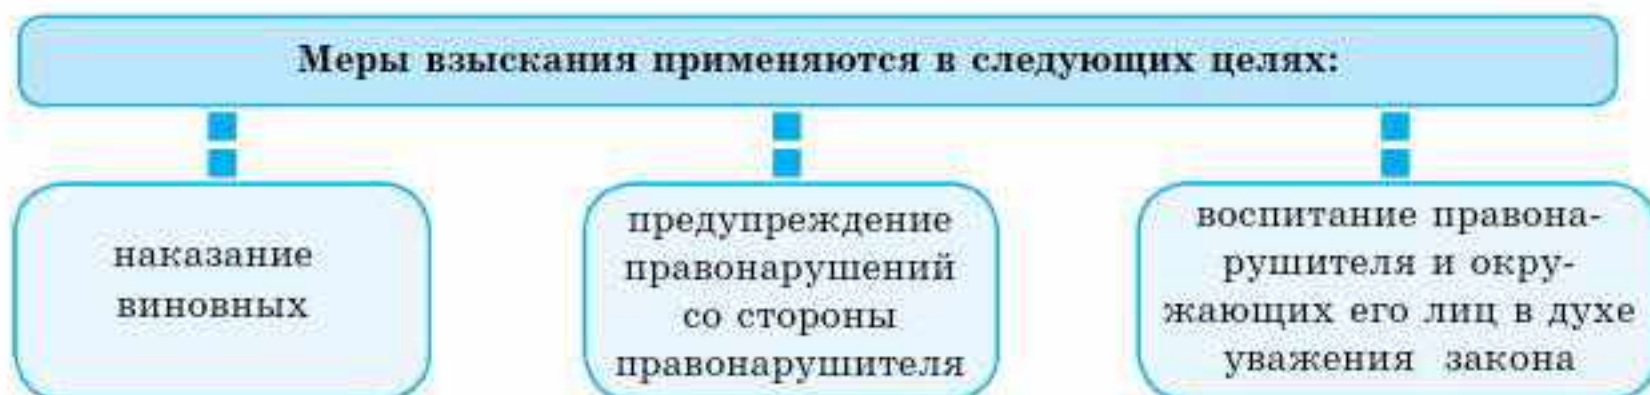 Меры взыскания применяются в следующих целях:
наказание
виновных
предупреждение
правонарушений
со стороны
правонарушителя
воспитание правона-
рушителя и окру-
жающих его лиц в духе
уважения закона